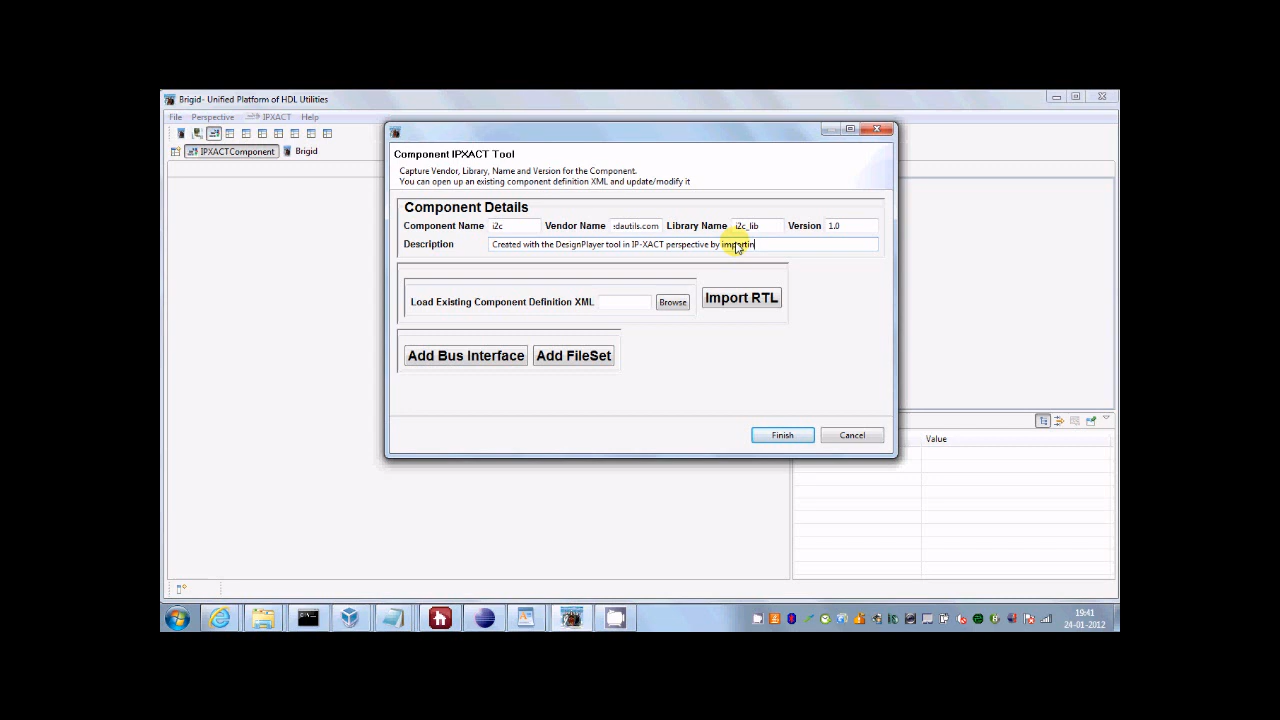 Brigid- Unified Platform of HDL Utilities
File Perspective IPXACT Help
IPXACTComponent Brigid
Component IPXACT Tool
Capture Vendor, Library, Name and Version for the Component.
You can open up an existing component definition XML and update/modify it
Component Details
Component Name i2c Vendor Name :dautils.com Library Name i2c_lib Version 1.0
Description Created with the DesignPlayer tool in IP-XACT perspective by importin
Load Existing Component Definition XML Browse Import RTL
Add Bus Interface Add FileSet
Finish Cancel
Value
19:41
24-01-2012